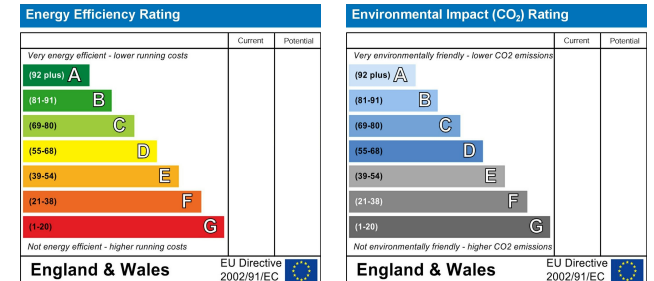 Energy Efficiency Rating
Current Potential
Very energy efficient - lower running costs
(92 plus) A
(81-91) B
(69-80) C
(55-68) D
(39-54) E
(21-38) F
(1-20) G
Not energy efficient - higher running costs
England & Wales
EU Directive
2002/91/EC
Environmental Impact (CO2) Rating
Current Potential
Very environmentally friendly - lower CO2 emissions
(92 plus) A
(81-91) B
(69-80) C
(55-68) D
(39-54) E
(21-38) F
(1-20) G
Not environmentally friendly - higher CO2 emissions
England & Wales
EU Directive
2002/91/EC